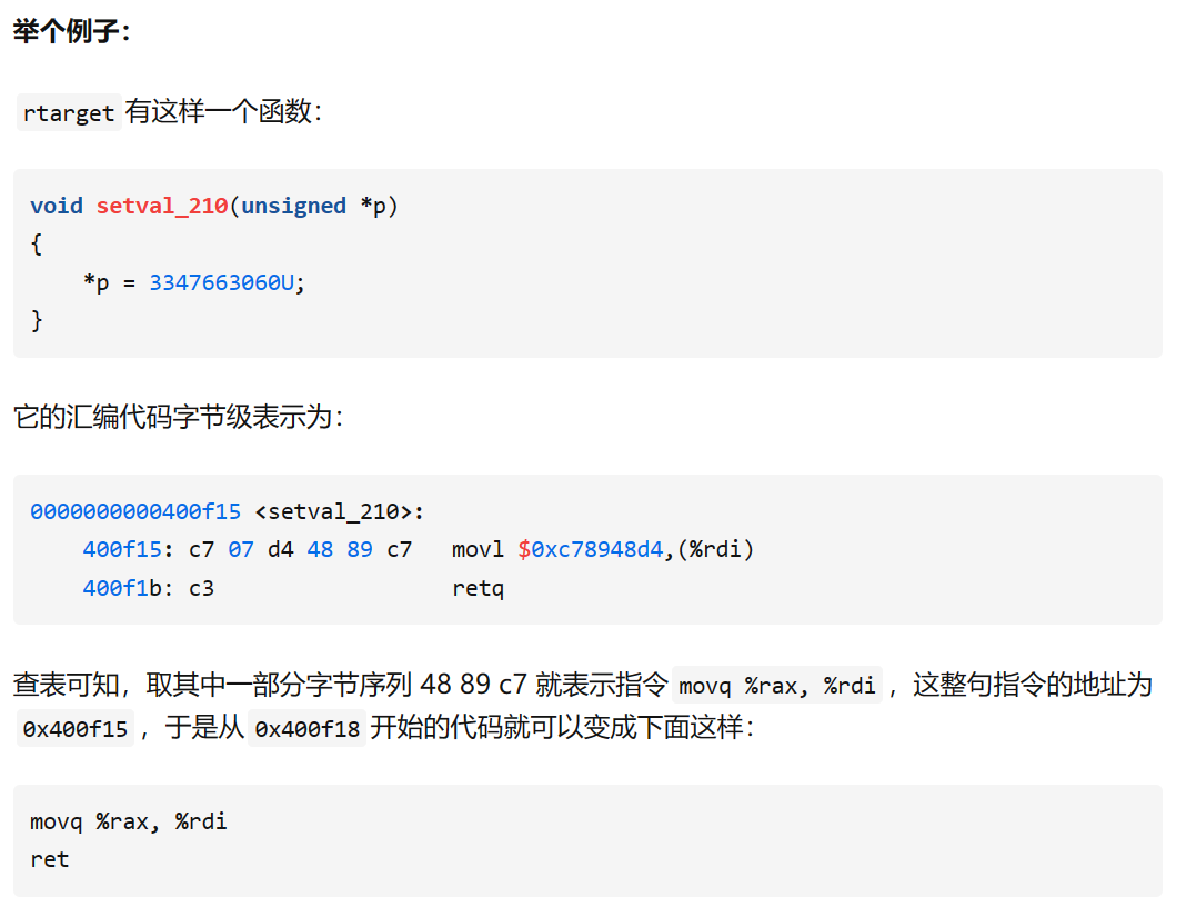 举个例子：
rtarget 有这样一个函数：
void setval_210(unsigned *p)
{
    *p = 3347663060U;
}
它的汇编代码字节级表示为：
0000000000400f15 <setval_210>:
    400f15: c7 07 d4 48 89 c7   movl $0xc78948d4,(%rdi)
    400f1b: c3                  retq
查表可知，取其中一部分字节序列 48 89 c7 就表示指令 movq %rax, %rdi ，这整句指令的地址为
0x400f15 ，于是从 0x400f18 开始的代码就可以变成下面这样：
movq %rax, %rdi
ret